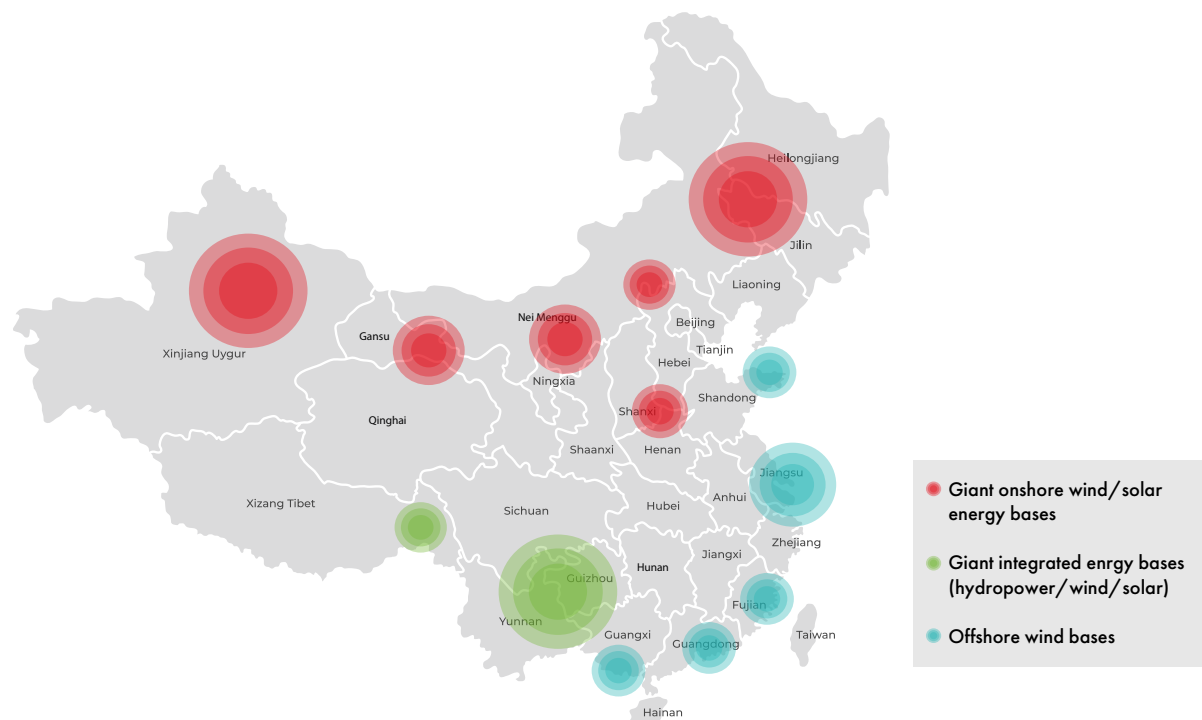 Heilongjiang
Jilin
Liaoning
Nei Menggu
Beijing
Gansu
Tianjin
Xinjiang Uygur
Hebei
Ningxia
Shandong
Shanxi
Qinghai
Shaanxi
Henan
Jiangsu
Giant onshore wind/solar
energy bases
Anhui
Xizang Tibet
Hubei
Sichuan
Zhejiang
Jiangxi
Giant integrated enrgy bases
(hydropower/wind/solar)
Hunan
Guizhou
Fujian
Yunnan
Guangxi
Taiwan
Offshore wind bases
Guangdong
Hainan